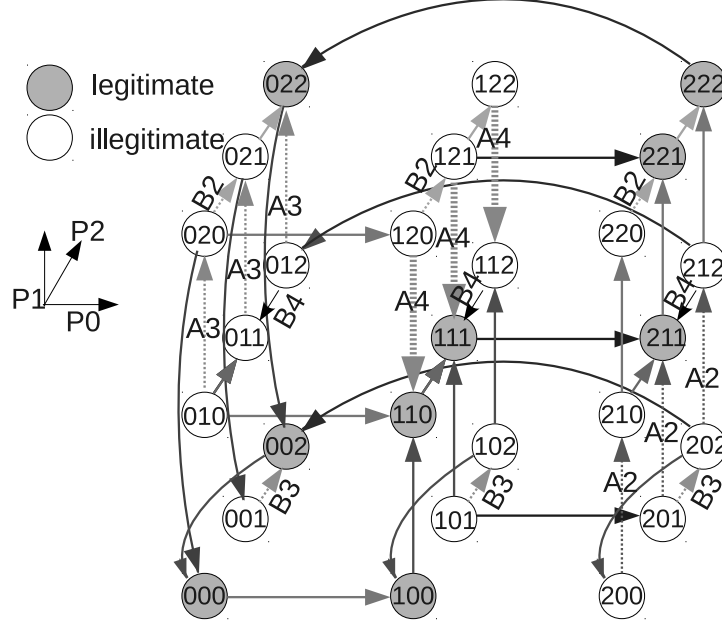 legitimate
illegitimate
022
122
222
021
A4
121
221
B2
A3
B2
B2
020
120
A4
220
P2
A3
012
112
212
P1
P0
A3
B4
A4
B4
B4
011
111
211
A2
010
110
210
A2
002
102
202
A2
B3
B3
B3
001
101
201
000
100
200